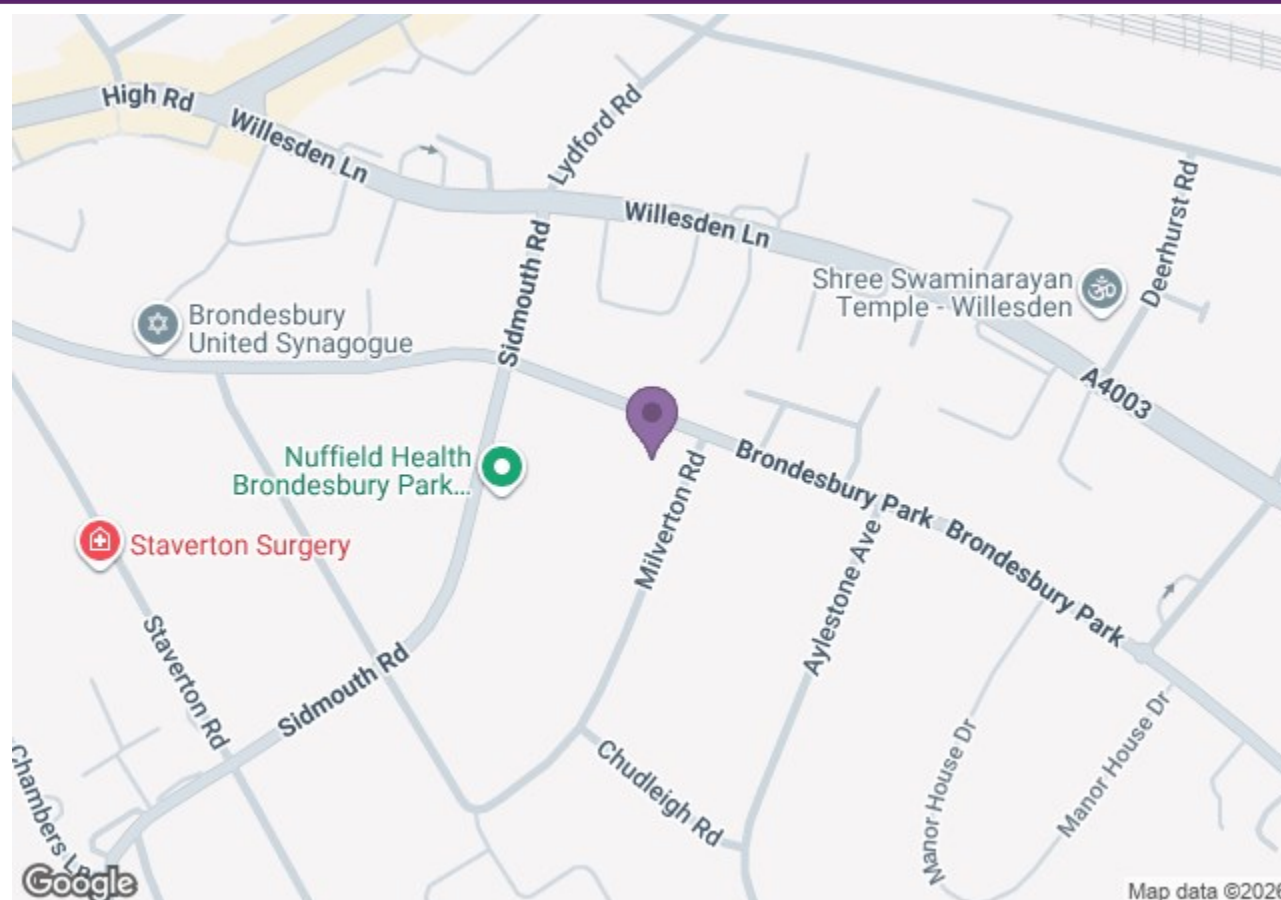 High Rd
Willesden Ln
Lydford Rd
Willesden Ln
Deerhurst Rd
Sidmouth Rd
Shree Swaminarayan
Temple - Willesden
Brondesbury
United Synagogue
A4003
Nuffield Health
Brondesbury Park...
Brondesbury Park
Brondesbury Park
Milverton Rd
Staverton Surgery
Aylestone Ave
Staverton Rd
Sidmouth Rd
Chudleigh Rd
Manor House Dr
Manor House Dr
Chambers Ln
Google
Map data ©2026